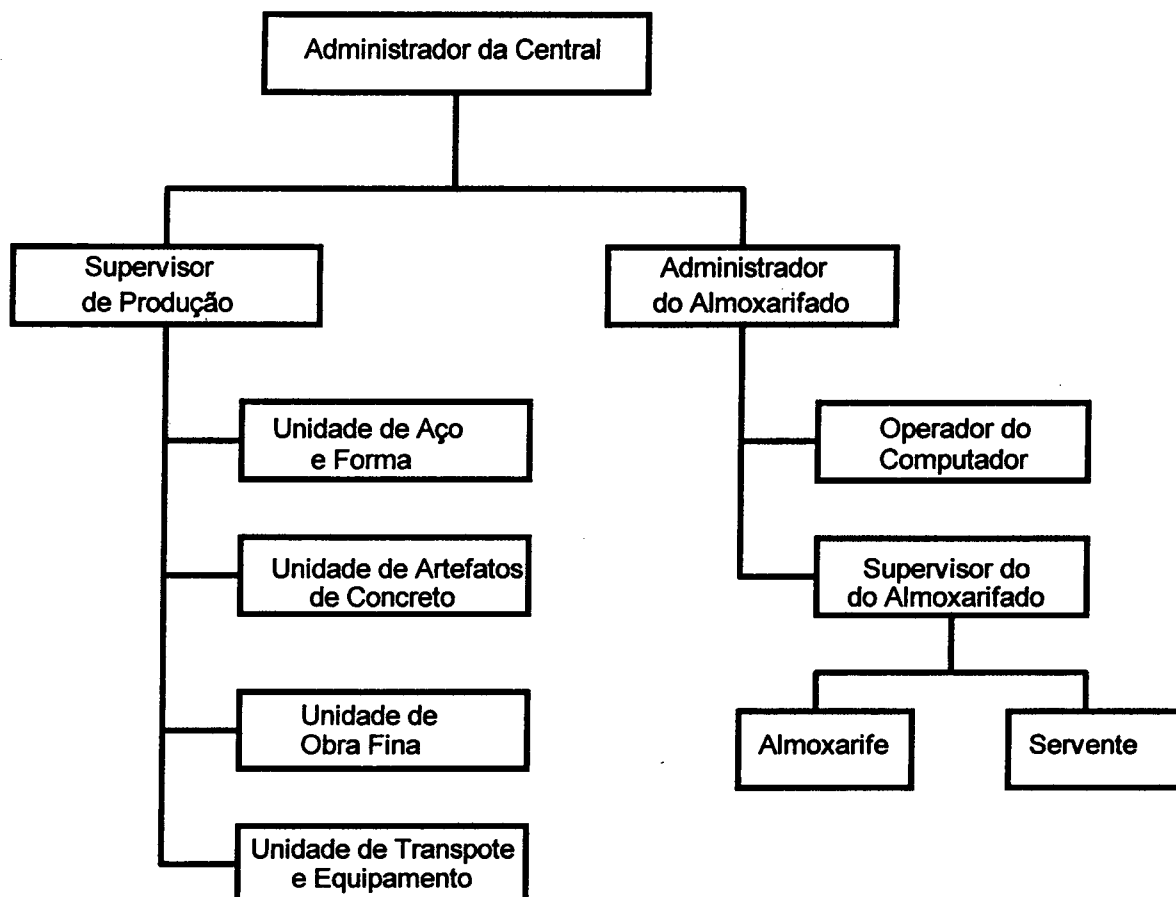 Administrador da Central
Supervisor
de Produção
Administrador
do Almoxarifado
Unidade de Aço
e Forma
Operador do
Computador
Unidade de Artefatos
de Concreto
Supervisor do
do Almoxarifado
Unidade de
Obra Fina
Almoxarife
Servente
Unidade de Transpote
e Equipamento